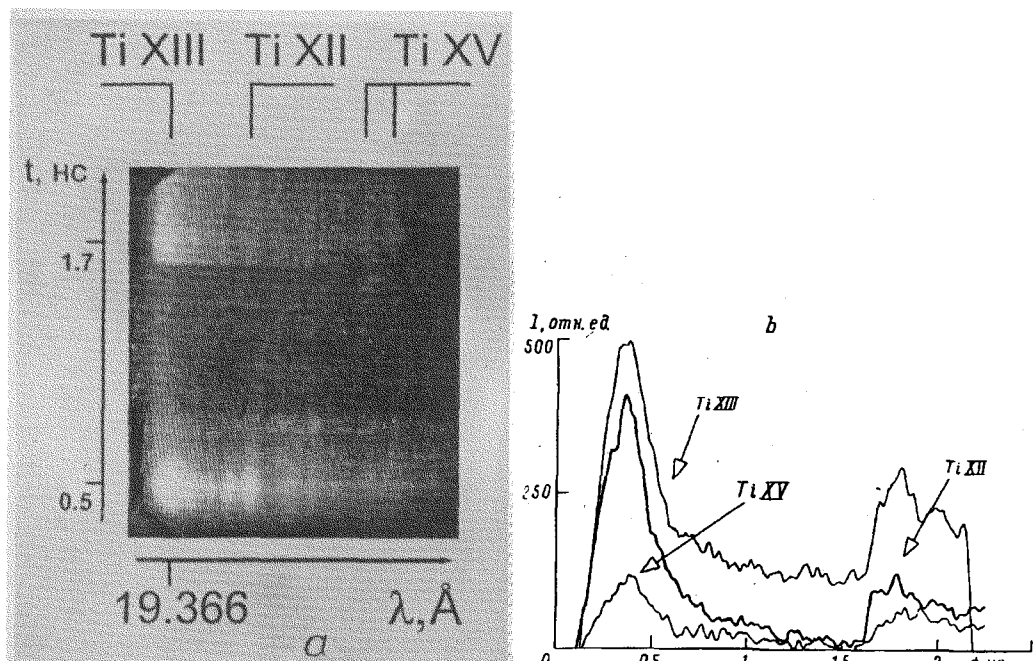 Ti XIII Ti XII Ti XV
t, нс
1.7
0.5
19.366 λ, Å
a
I, отн. ед. b
500
Ti XIII
Ti XII
250
Ti XV
0 0.5 1 1.5 2